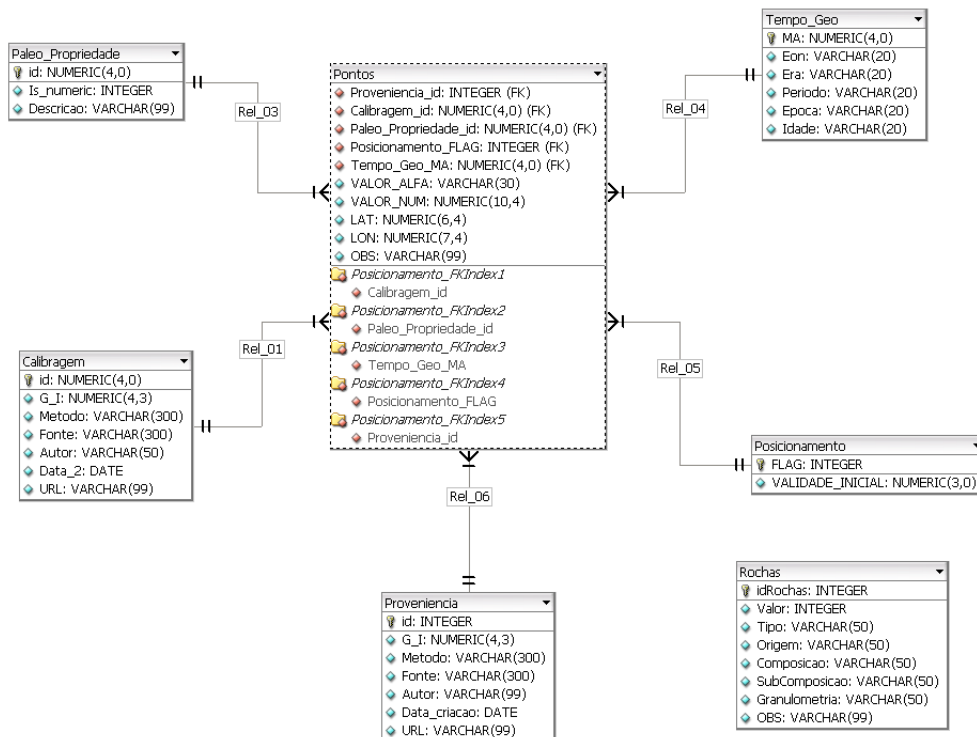 Paleo_Propriedade
id: NUMERIC(4,0)
Is_numeric: INTEGER
Descricao: VARCHAR(99)
Rel_03
Pontos
Proveniencia_id: INTEGER (FK)
Calibragem_id: NUMERIC(4,0) (FK)
Paleo_Propriedade_id: NUMERIC(4,0) (FK)
Posicionamento_FLAG: INTEGER (FK)
Tempo_Geo_MA: NUMERIC(4,0) (FK)
VALOR_ALFA: VARCHAR(30)
VALOR_NUM: NUMERIC(10,4)
LAT: NUMERIC(6,4)
LON: NUMERIC(7,4)
OBS: VARCHAR(99)
Posicionamento_FKIndex1
Calibragem_id
Posicionamento_FKIndex2
Paleo_Propriedade_id
Posicionamento_FKIndex3
Tempo_Geo_MA
Posicionamento_FKIndex4
Posicionamento_FLAG
Posicionamento_FKIndex5
Proveniencia_id
Tempo_Geo
MA: NUMERIC(4,0)
Eon: VARCHAR(20)
Era: VARCHAR(20)
Periodo: VARCHAR(20)
Epoca: VARCHAR(20)
Idade: VARCHAR(20)
Rel_04
Calibragem
id: NUMERIC(4,0)
G_I: NUMERIC(4,3)
Metodo: VARCHAR(300)
Fonte: VARCHAR(300)
Autor: VARCHAR(50)
Data_2: DATE
URL: VARCHAR(99)
Rel_01
Rel_05
Posicionamento
FLAG: INTEGER
VALIDADE_INICIAL: NUMERIC(3,0)
Rel_06
Proveniencia
id: INTEGER
G_I: NUMERIC(4,3)
Metodo: VARCHAR(300)
Fonte: VARCHAR(300)
Autor: VARCHAR(99)
Data_criacao: DATE
URL: VARCHAR(99)
Rochas
idRochas: INTEGER
Valor: INTEGER
Tipo: VARCHAR(50)
Origem: VARCHAR(50)
Composicao: VARCHAR(50)
SubComposicao: VARCHAR(50)
Granulometria: VARCHAR(50)
OBS: VARCHAR(99)